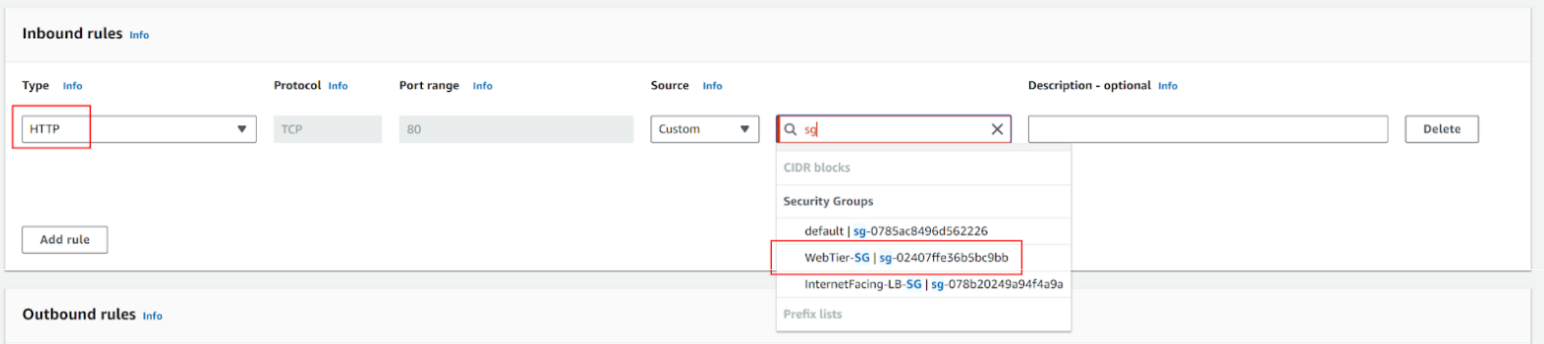 Inbound rules Info
Type Info Protocol Info Port range Info Source Info Description - optional Info
HTTP TCP 80 Custom sg Delete
CIDR blocks
Security Groups
default | sg-0785ac8496d562226
Add rule
WebTier-SG | sg-02407ffe36b5bc9bb
InternetFacing-LB-SG | sg-078b20249a94f4a9a
Prefix lists
Outbound rules Info